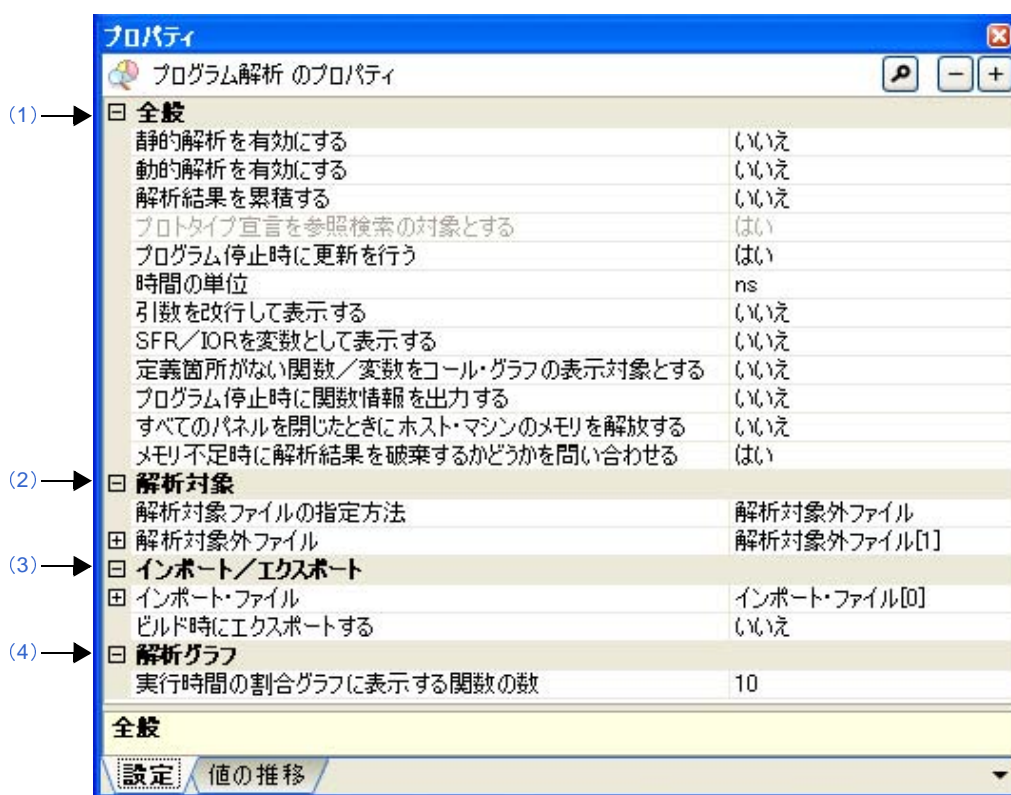 プロパティ
プログラム解析 のプロパティ
(1) 全般
静的解析を有効にする いいえ
動的解析を有効にする いいえ
解析結果を累積する いいえ
プロトタイプ宣言を参照検索の対象とする はい
プログラム停止時に更新を行う はい
時間の単位 ns
引数を改行して表示する いいえ
SFR／IORを変数として表示する いいえ
定義箇所がない関数／変数をコール・グラフの表示対象とする いいえ
プログラム停止時に関数情報を出力する いいえ
すべてのパネルを閉じたときにホスト・マシンのメモリを解放する いいえ
メモリ不足時に解析結果を破棄するかどうかを問い合わせる はい
(2) 解析対象
解析対象ファイルの指定方法 解析対象外ファイル
解析対象外ファイル 解析対象外ファイル[1]
(3) インポート／エクスポート
インポート・ファイル インポート・ファイル[0]
ビルド時にエクスポートする いいえ
(4) 解析グラフ
実行時間の割合グラフに表示する関数の数 10
全般
設定 値の推移